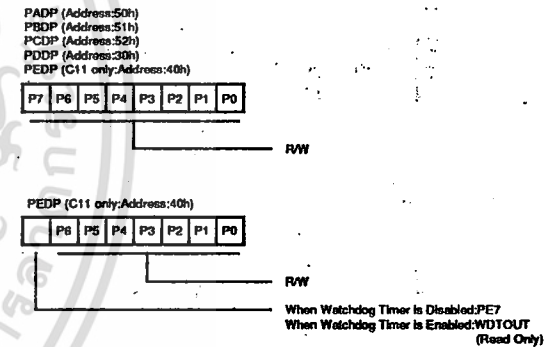 PADP (Address:50h)
PBDP (Address:51h)
PCDP (Address:52h)
PDDP (Address:30h)
PEDP (C11 only:Address:40h)
P7 P6 P5 P4 P3 P2 P1 P0
R/W
PEDP (C11 only:Address:40h)
P6 P5 P4 P3 P2 P1 P0
R/W
When Watchdog Timer Is Disabled:PE7
When Watchdog Timer Is Enabled:WDTOUT
(Read Only)